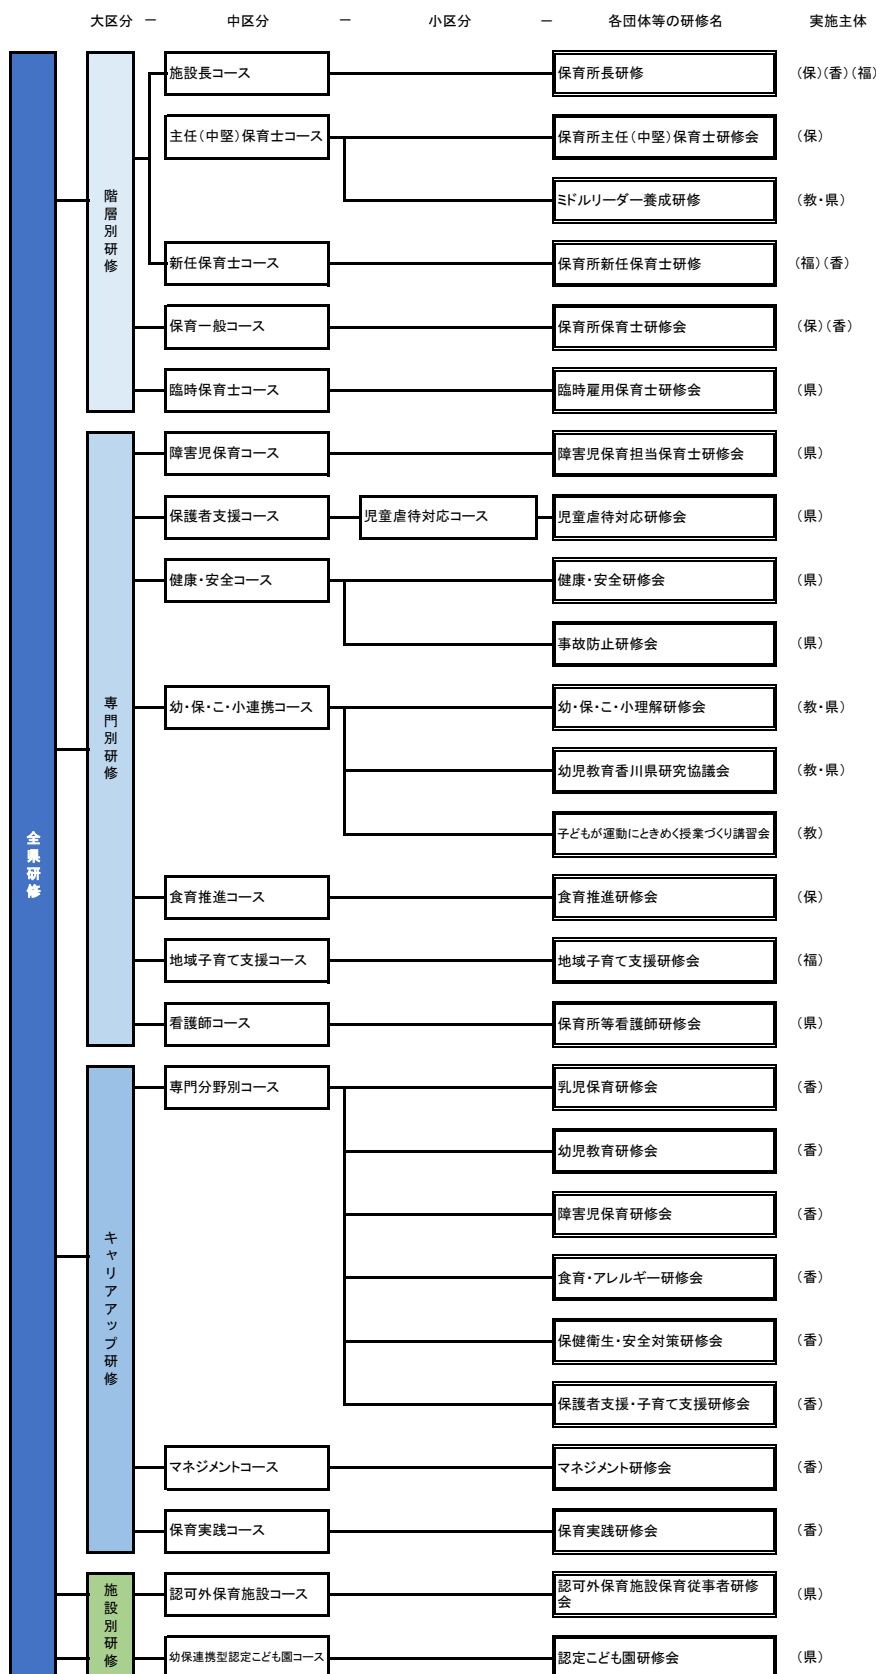 大区分 － 中区分 － 小区分 － 各団体等の研修名 実施主体
全県研修
階層別研修
施設長コース 保育所長研修 （保）（香）（福）
主任（中堅）保育士コース 保育所主任（中堅）保育士研修会 （保）
ミドルリーダー養成研修 （教・県）
新任保育士コース 保育所新任保育士研修 （福）（香）
保育一般コース 保育所保育士研修会 （保）（香）
臨時保育士コース 臨時雇用保育士研修会 （県）
専門別研修
障害児保育コース 障害児保育担当保育士研修会 （県）
保護者支援コース 児童虐待対応コース 児童虐待対応研修会 （県）
健康・安全コース 健康・安全研修会 （県）
事故防止研修会 （県）
幼・保・こ・小連携コース 幼・保・こ・小理解研修会 （教・県）
幼児教育香川県研究協議会 （教・県）
子どもが運動にときめく授業づくり講習会 （教）
食育推進コース 食育推進研修会 （保）
地域子育て支援コース 地域子育て支援研修会 （福）
看護師コース 保育所等看護師研修会 （県）
キャリアアップ研修
専門分野別コース 乳児保育研修会 （香）
幼児教育研修会 （香）
障害児保育研修会 （香）
食育・アレルギー研修会 （香）
保健衛生・安全対策研修会 （香）
保護者支援・子育て支援研修会 （香）
マネジメントコース マネジメント研修会 （香）
保育実践コース 保育実践研修会 （香）
施設別研修
認可外保育施設コース 認可外保育施設保育従事者研修 （県）
会
幼保連携型認定こども園コース 認定こども園研修会 （県）